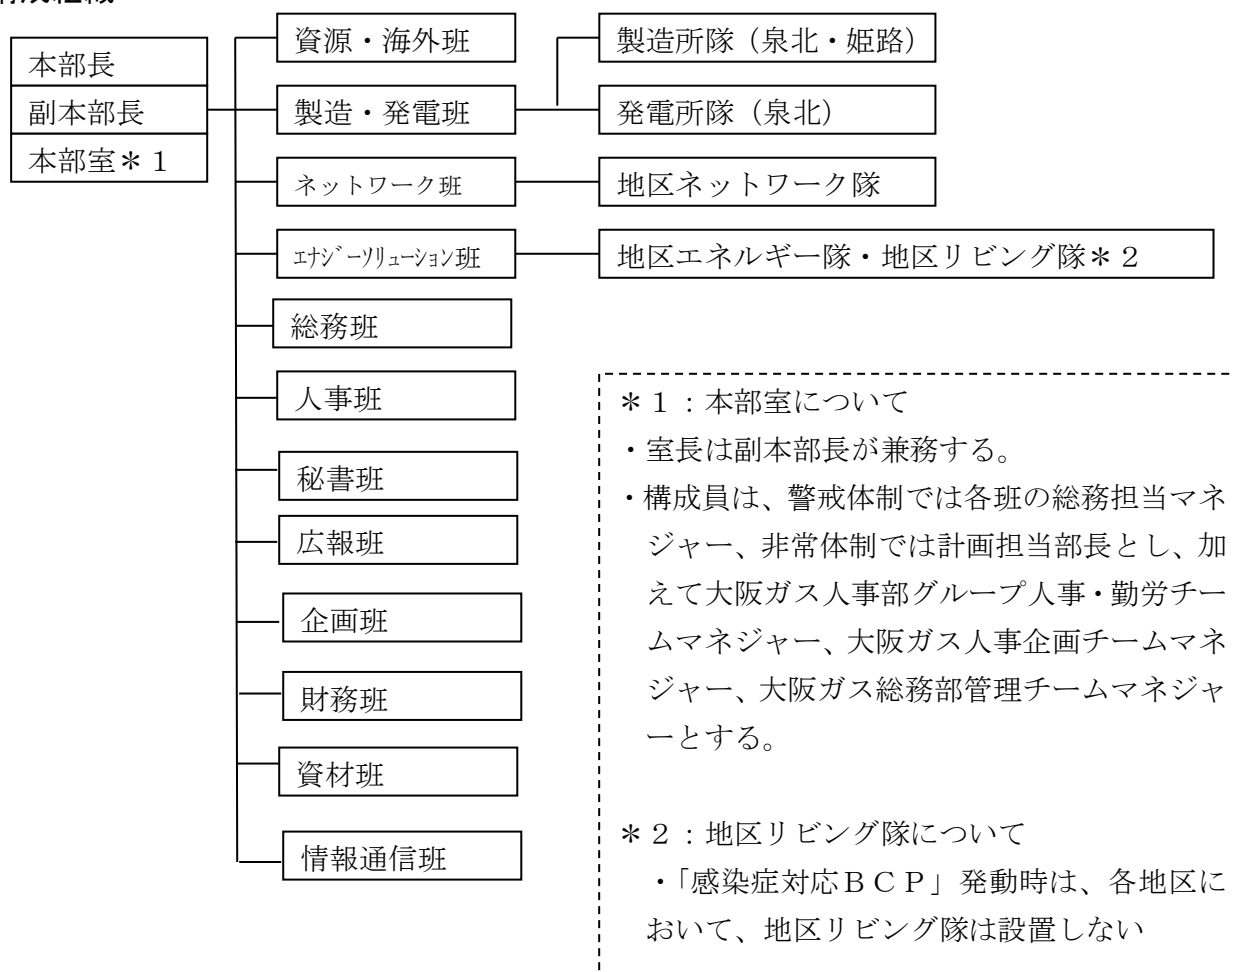 本部長
副本部長
本部室＊１
資源・海外班
製造・発電班
ネットワーク班
ｴﾅｼﾞｰｿﾘｭｰｼｮﾝ班
総務班
人事班
秘書班
広報班
企画班
財務班
資材班
情報通信班
製造所隊（泉北・姫路）
発電所隊（泉北）
地区ネットワーク隊
地区エネルギー隊・地区リビング隊＊２
＊１：本部室について
・室長は副本部長が兼務する。
・構成員は、警戒体制では各班の総務担当マネ
ジャー、非常体制では計画担当部長とし、加
えて大阪ガス人事部グループ人事・勤労チー
ムマネジャー、大阪ガス人事企画チームマネ
ジャー、大阪ガス総務部管理チームマネジャ
ーとする。
＊２：地区リビング隊について
・「感染症対応ＢＣＰ」発動時は、各地区に
おいて、地区リビング隊は設置しない